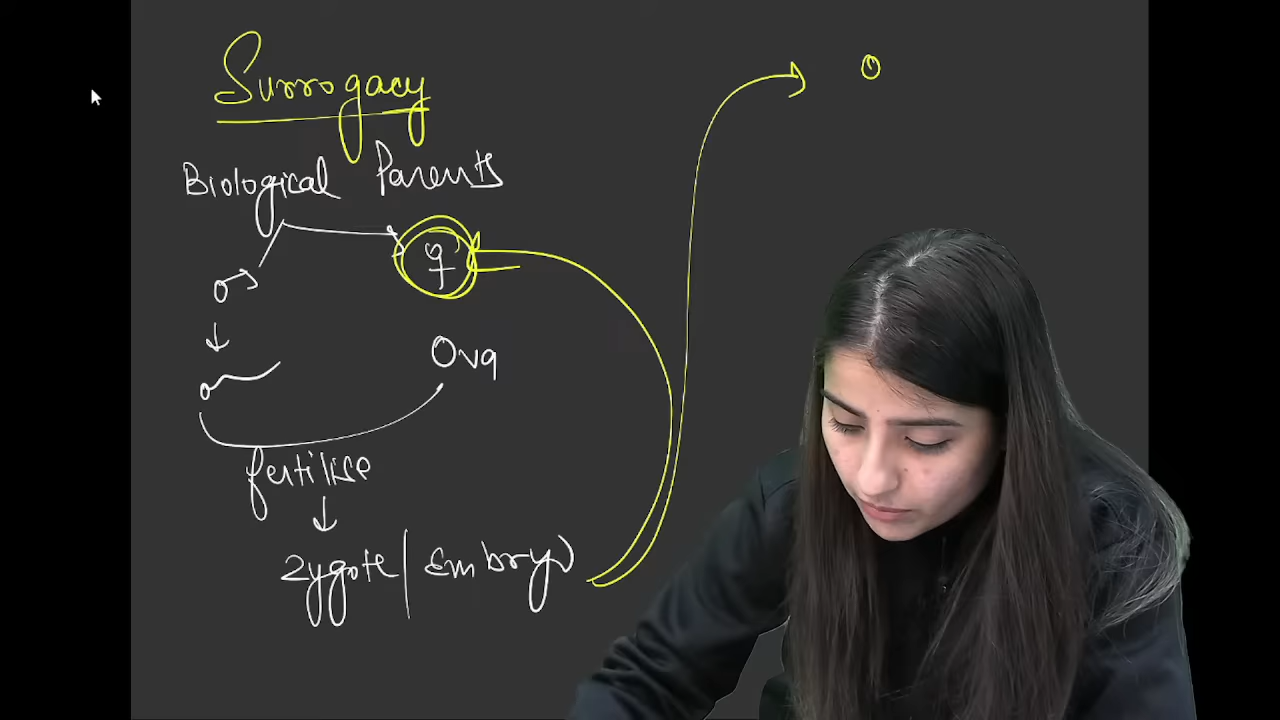 Surrogacy
Biological Parents
♂ ♀
Ova
fertilise
Zygote/Embryo